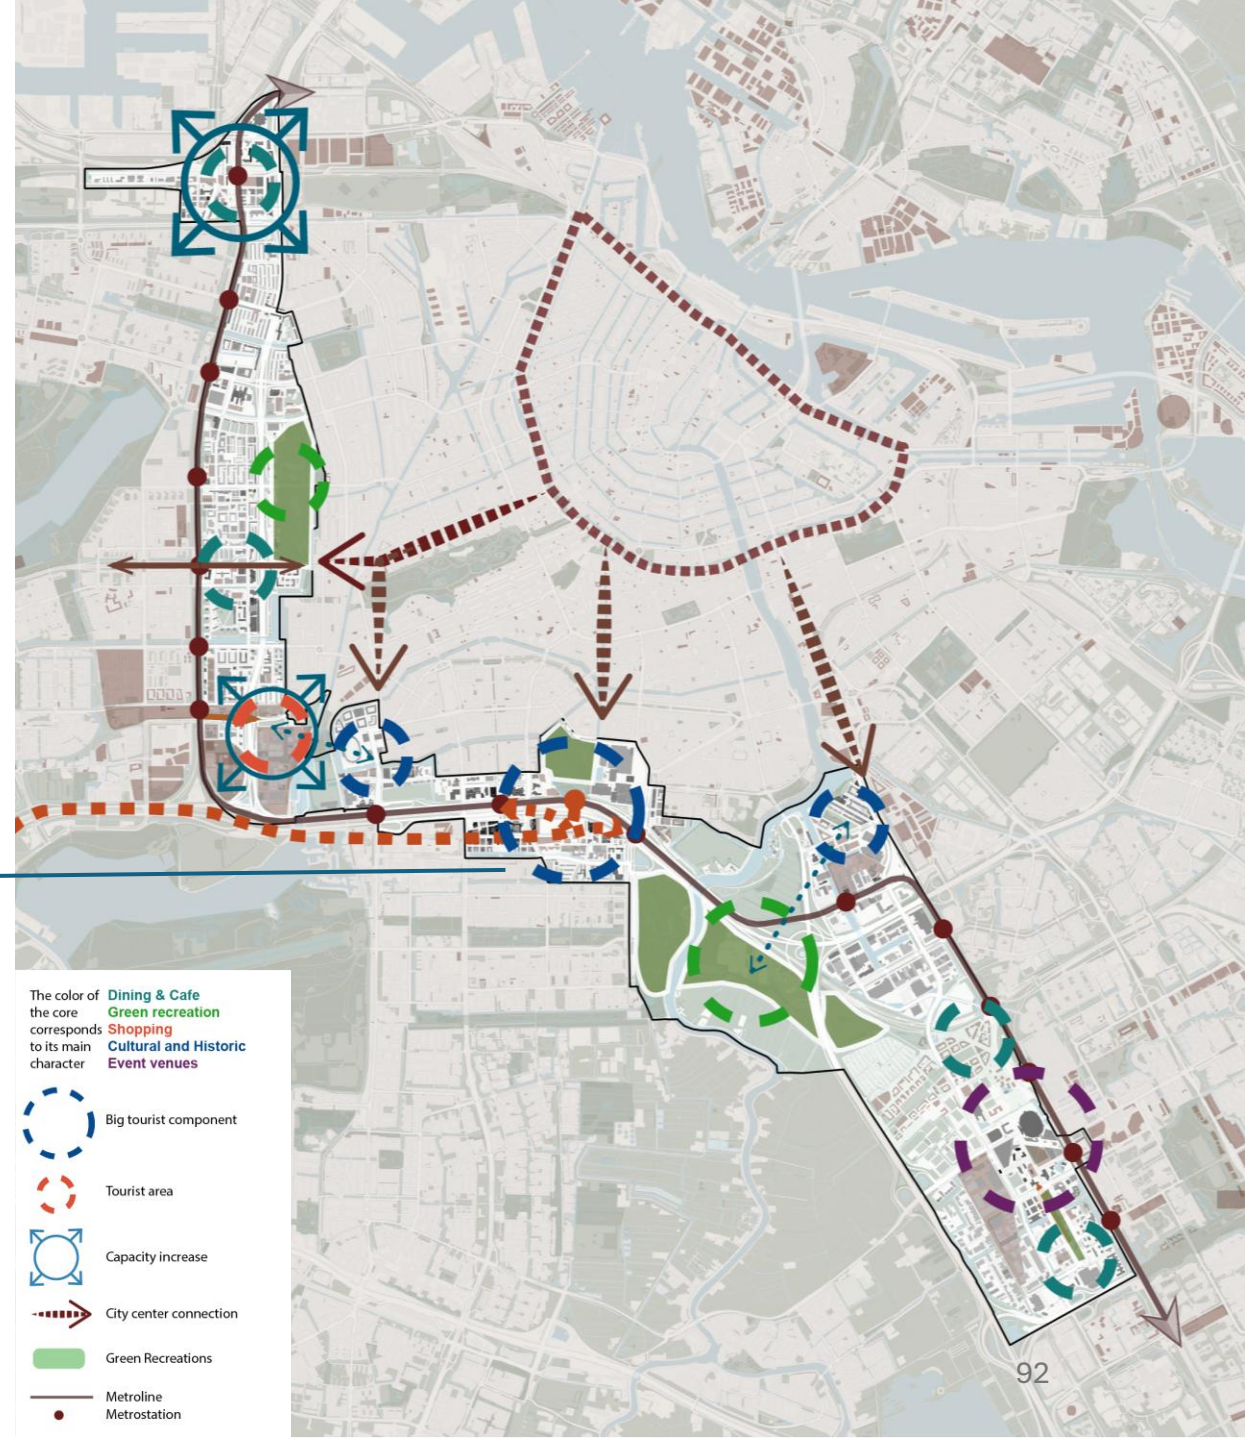 The color of Dining & Cafe
the core Green recreation
corresponds Shopping
to its main Cultural and Historic
character Event venues
Big tourist component
Tourist area
Capacity increase
City center connection
Green Recreations
Metroline
Metrostation
92